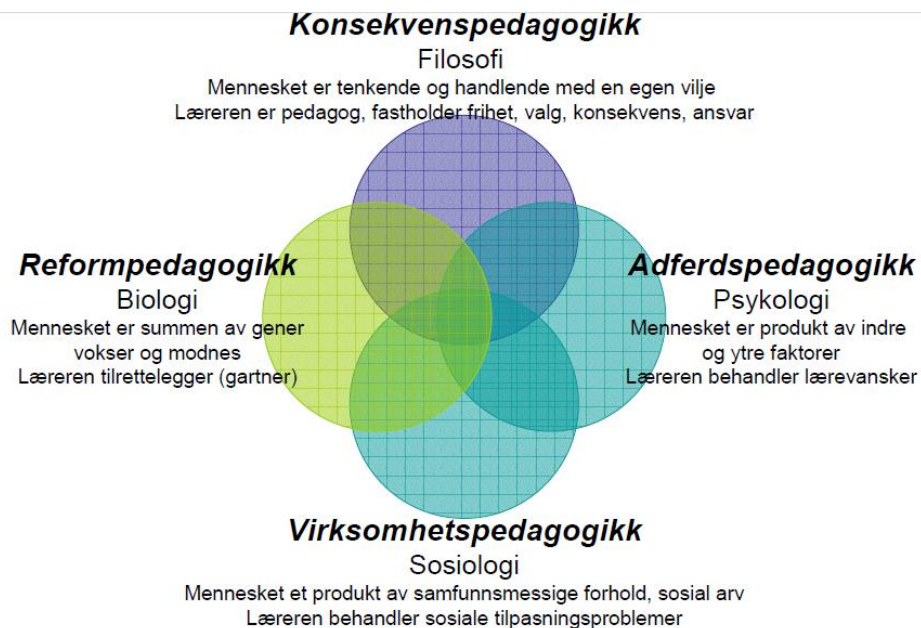 Konsekvenspedagogikk
Filosofi
Mennesket er tenkende og handlende med en egen vilje
Læreren er pedagog, fastholder frihet, valg, konsekvens, ansvar
Reformpedagogikk
Biologi
Mennesket er summen av gener
vokser og modnes
Læreren tilrettelegger (gartner)
Adferdspedagogikk
Psykologi
Mennesket er produkt av indre
og ytre faktorer
Læreren behandler lærevansker
Virksomhetspedagogikk
Sosiologi
Mennesket et produkt av samfunnsmessige forhold, sosial arv
Læreren behandler sosiale tilpasningsproblemer